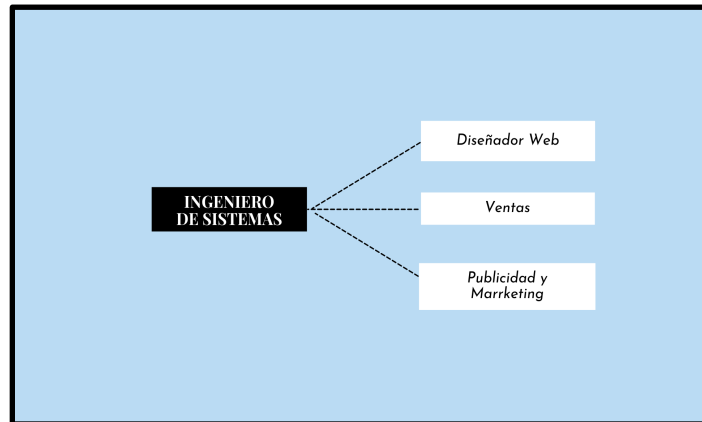 INGENIERO
DE SISTEMAS
Diseñador Web
Ventas
Publicidad y
Marrketing